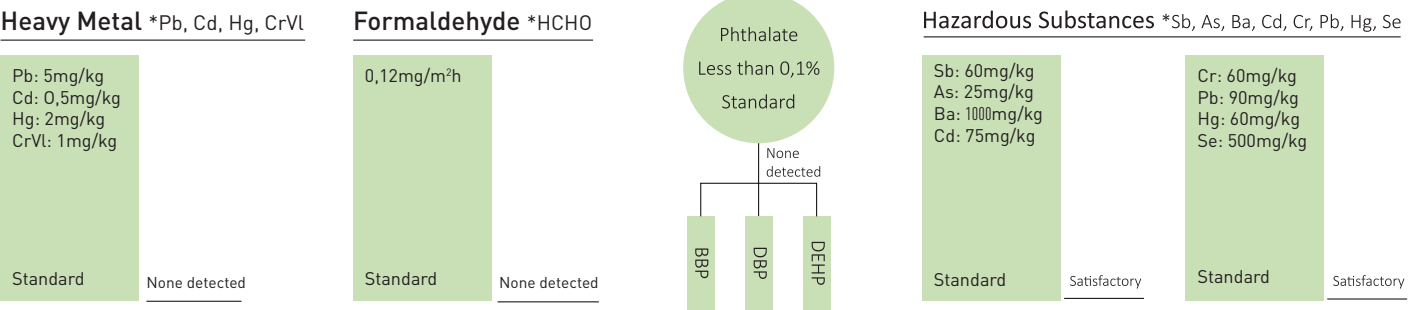 Heavy Metal *Pb, Cd, Hg, CrVl
Pb: 5mg/kg
Cd: 0,5mg/kg
Hg: 2mg/kg
CrVl: 1mg/kg
Standard
None detected
Formaldehyde *HCHO
0,12mg/m²h
Standard
None detected
Phthalate
Less than 0,1%
Standard
None
detected
BBP
DBP
DEHP
Hazardous Substances *Sb, As, Ba, Cd, Cr, Pb, Hg, Se
Sb: 60mg/kg
As: 25mg/kg
Ba: 1000mg/kg
Cd: 75mg/kg
Standard
Satisfactory
Cr: 60mg/kg
Pb: 90mg/kg
Hg: 60mg/kg
Se: 500mg/kg
Standard
Satisfactory